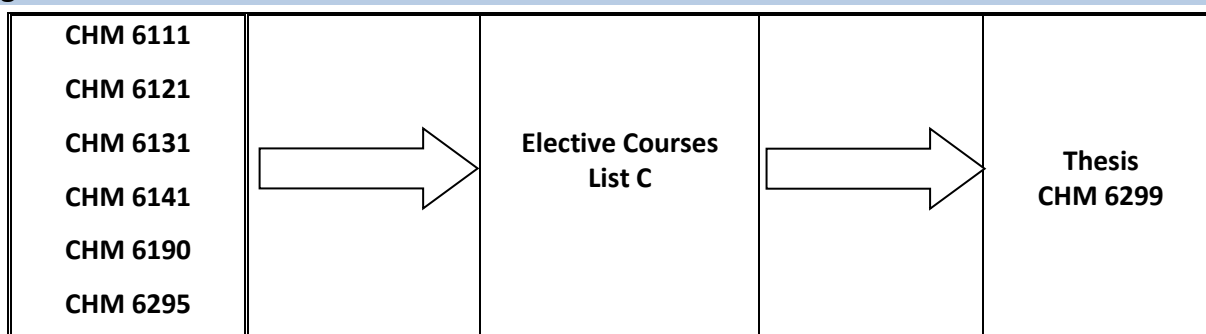 CHM 6111
CHM 6121
CHM 6131
CHM 6141
CHM 6190
CHM 6295
Elective Courses
List C
Thesis
CHM 6299